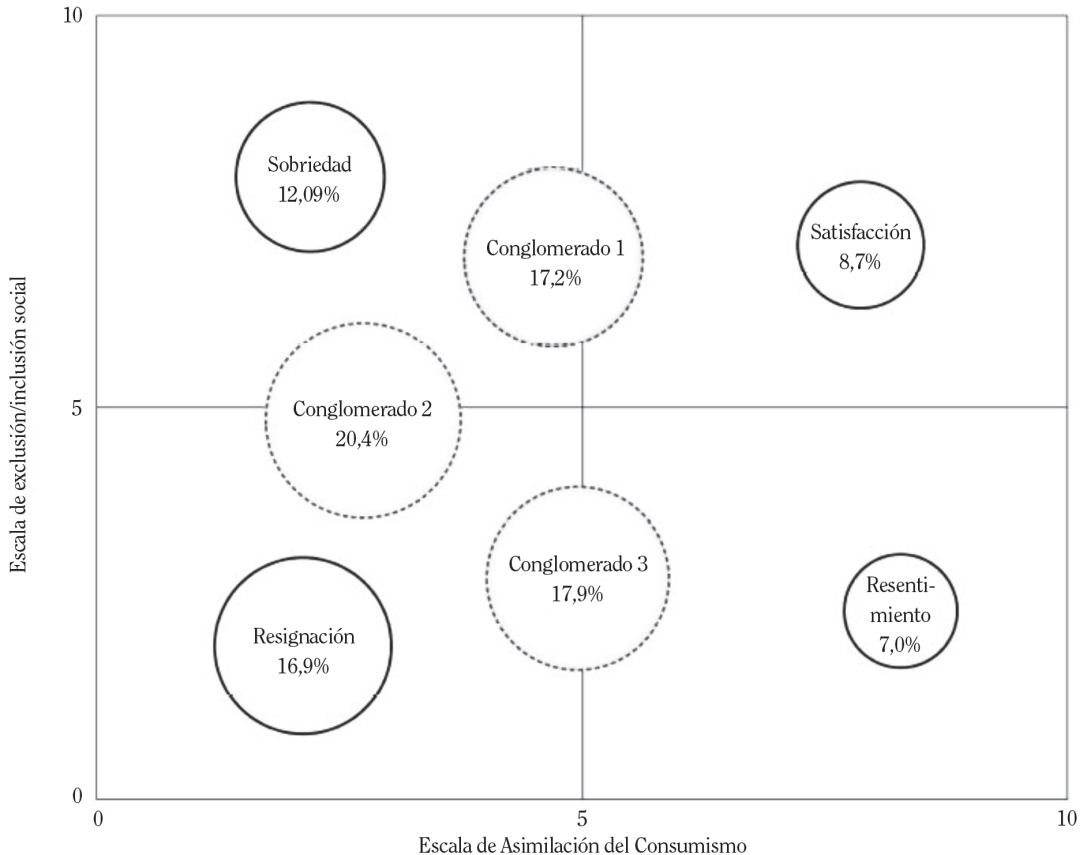 10
Sobriedad
12,09%
Conglomerado 1
17,2%
Satisfacción
8,7%
Escala de exclusión/inclusión social
5
Conglomerado 2
20,4%
Conglomerado 3
17,9%
Resenti-
miento
7,0%
Resignación
16,9%
0
0
5
10
Escala de Asimilación del Consumismo